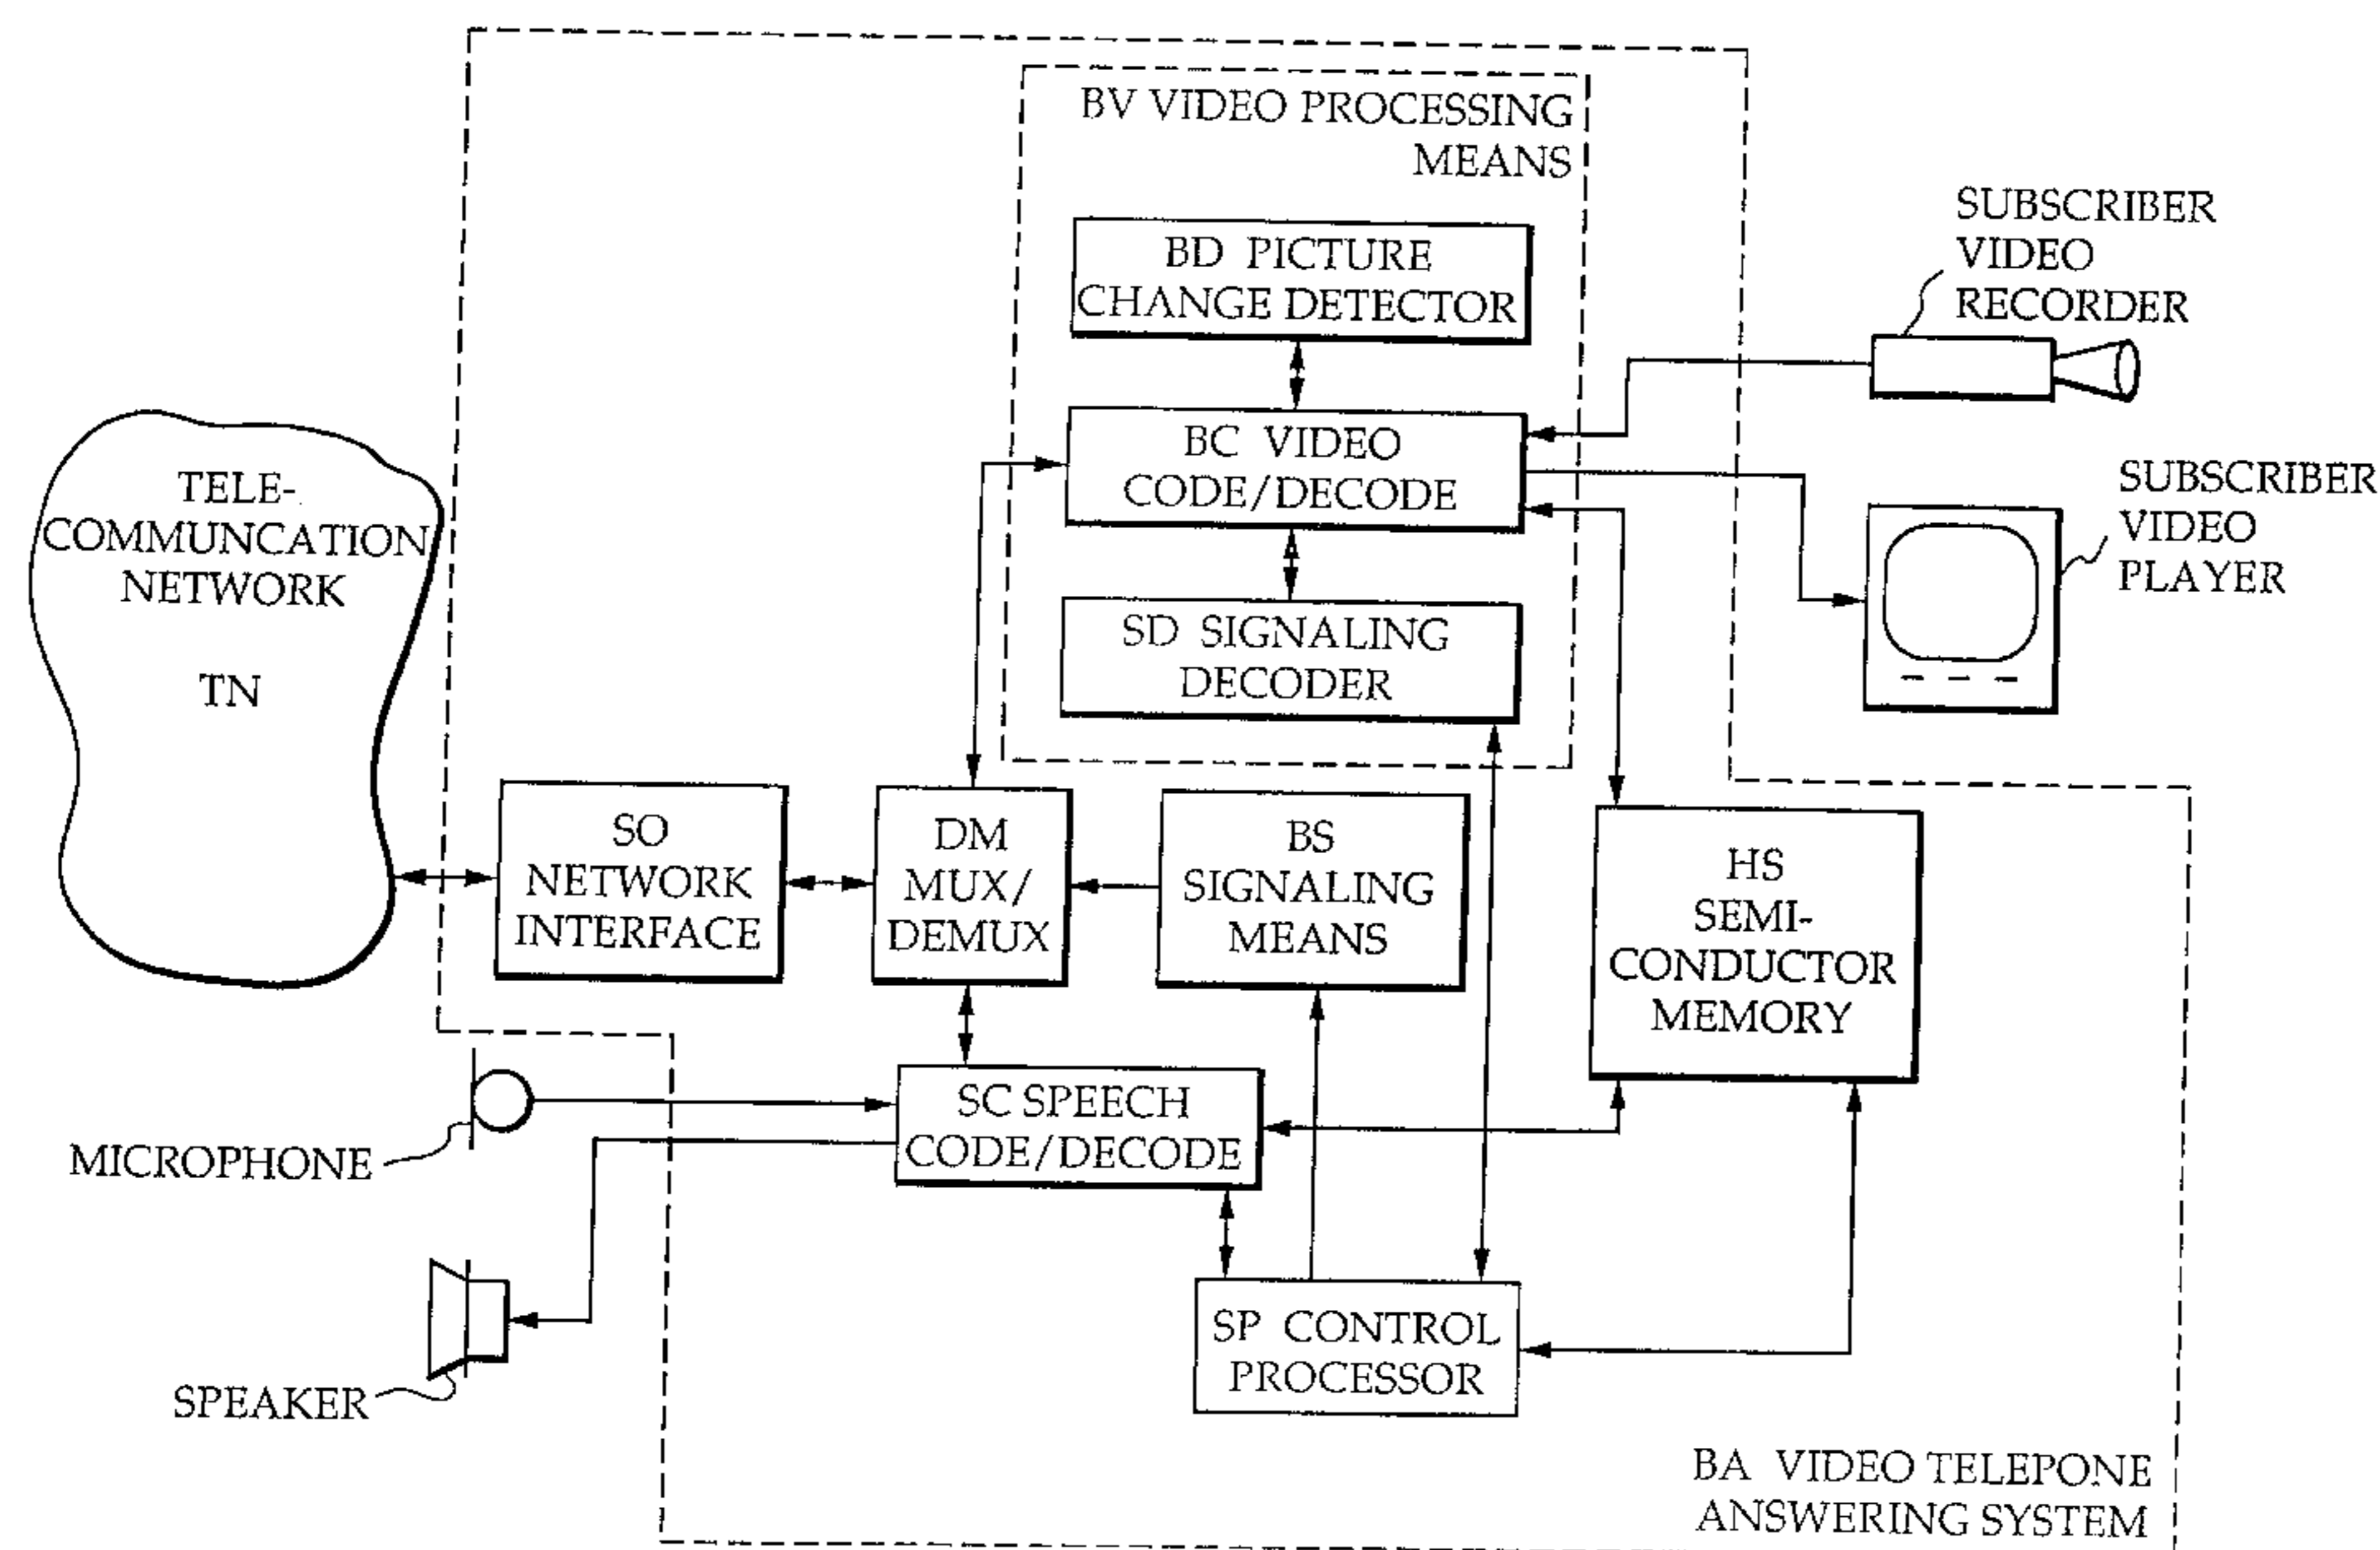 BV VIDEO PROCESSING
MEANS
BD PICTURE
CHANGE DETECTOR
SUBSCRIBER
VIDEO
RECORDER
BC VIDEO
CODE/DECODE
SUBSCRIBER
VIDEO
PLAYER
TELE-
COMMUNCATION
NETWORK
TN
SD SIGNALING
DECODER
SO
NETWORK
INTERFACE
DM
MUX/
DEMUX
BS
SIGNALING
MEANS
HS
SEMI-
CONDUCTOR
MEMORY
MICROPHONE
SC SPEECH
CODE/DECODE
SPEAKER
SP CONTROL
PROCESSOR
BA VIDEO TELEPONE
ANSWERING SYSTEM